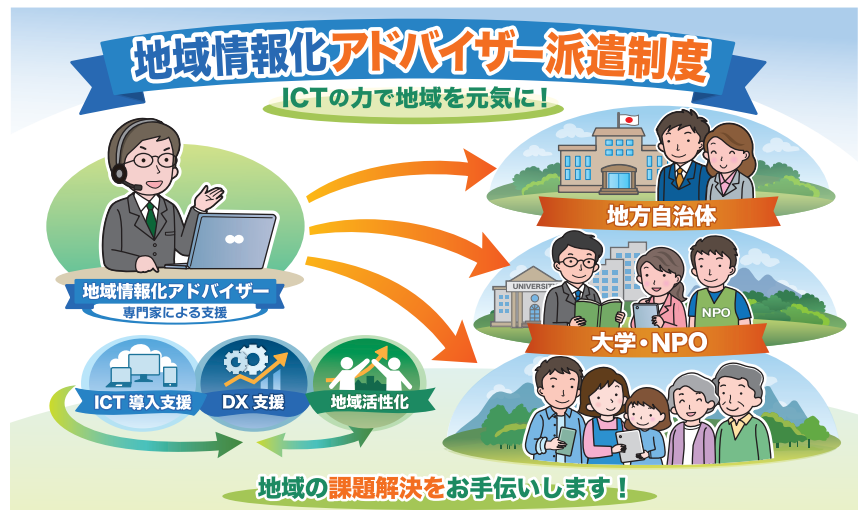 地域情報化アドバイザー派遣制度
ICTの力で地域を元気に！
地域情報化アドバイザー
専門家による支援
ICT 導入支援
DX 支援
地域活性化
地方自治体
UNIVERSITY
NPO
大学・NPO
地域の課題解決をお手伝いします！